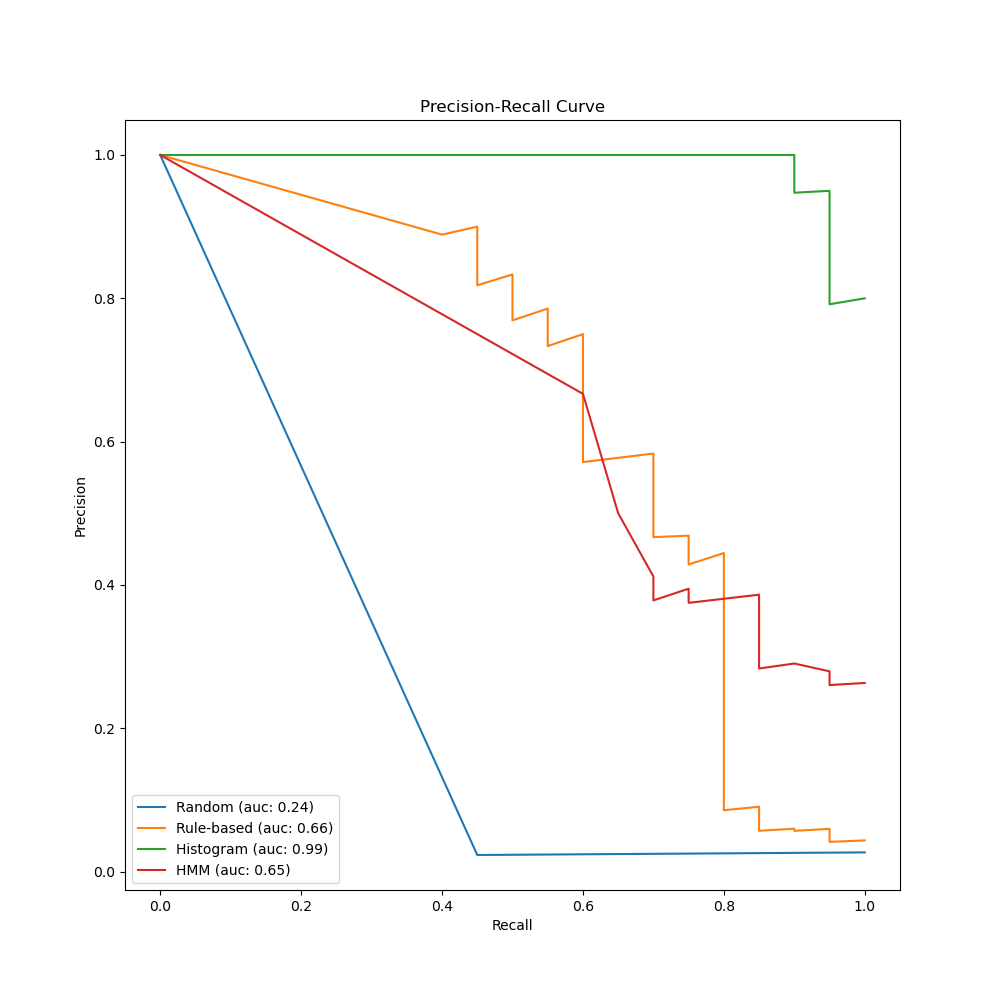 Precision-Recall Curve
1.0
0.8
0.6
0.4
0.2
0.0
Precision
Random (auc: 0.24)
Rule-based (auc: 0.66)
Histogram (auc: 0.99)
HMM (auc: 0.65)
0.0 0.2 0.4 0.6 0.8 1.0
Recall